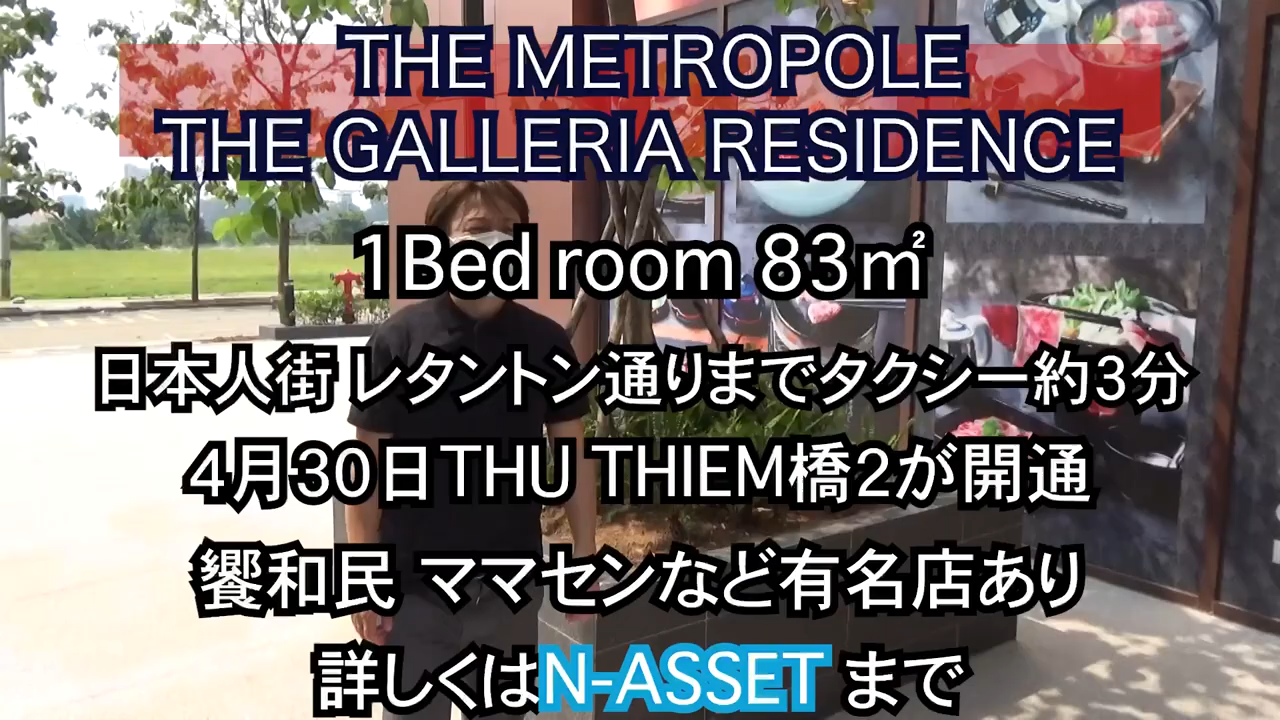 THE METROPOLE
THE GALLERIA RESIDENCE
1Bed room 83㎡
日本人街 レタントン通りまでタクシー約3分
4月30日THU THIEM橋2が開通
饗和民 ママセンなど有名店あり
詳しくはN-ASSET まで